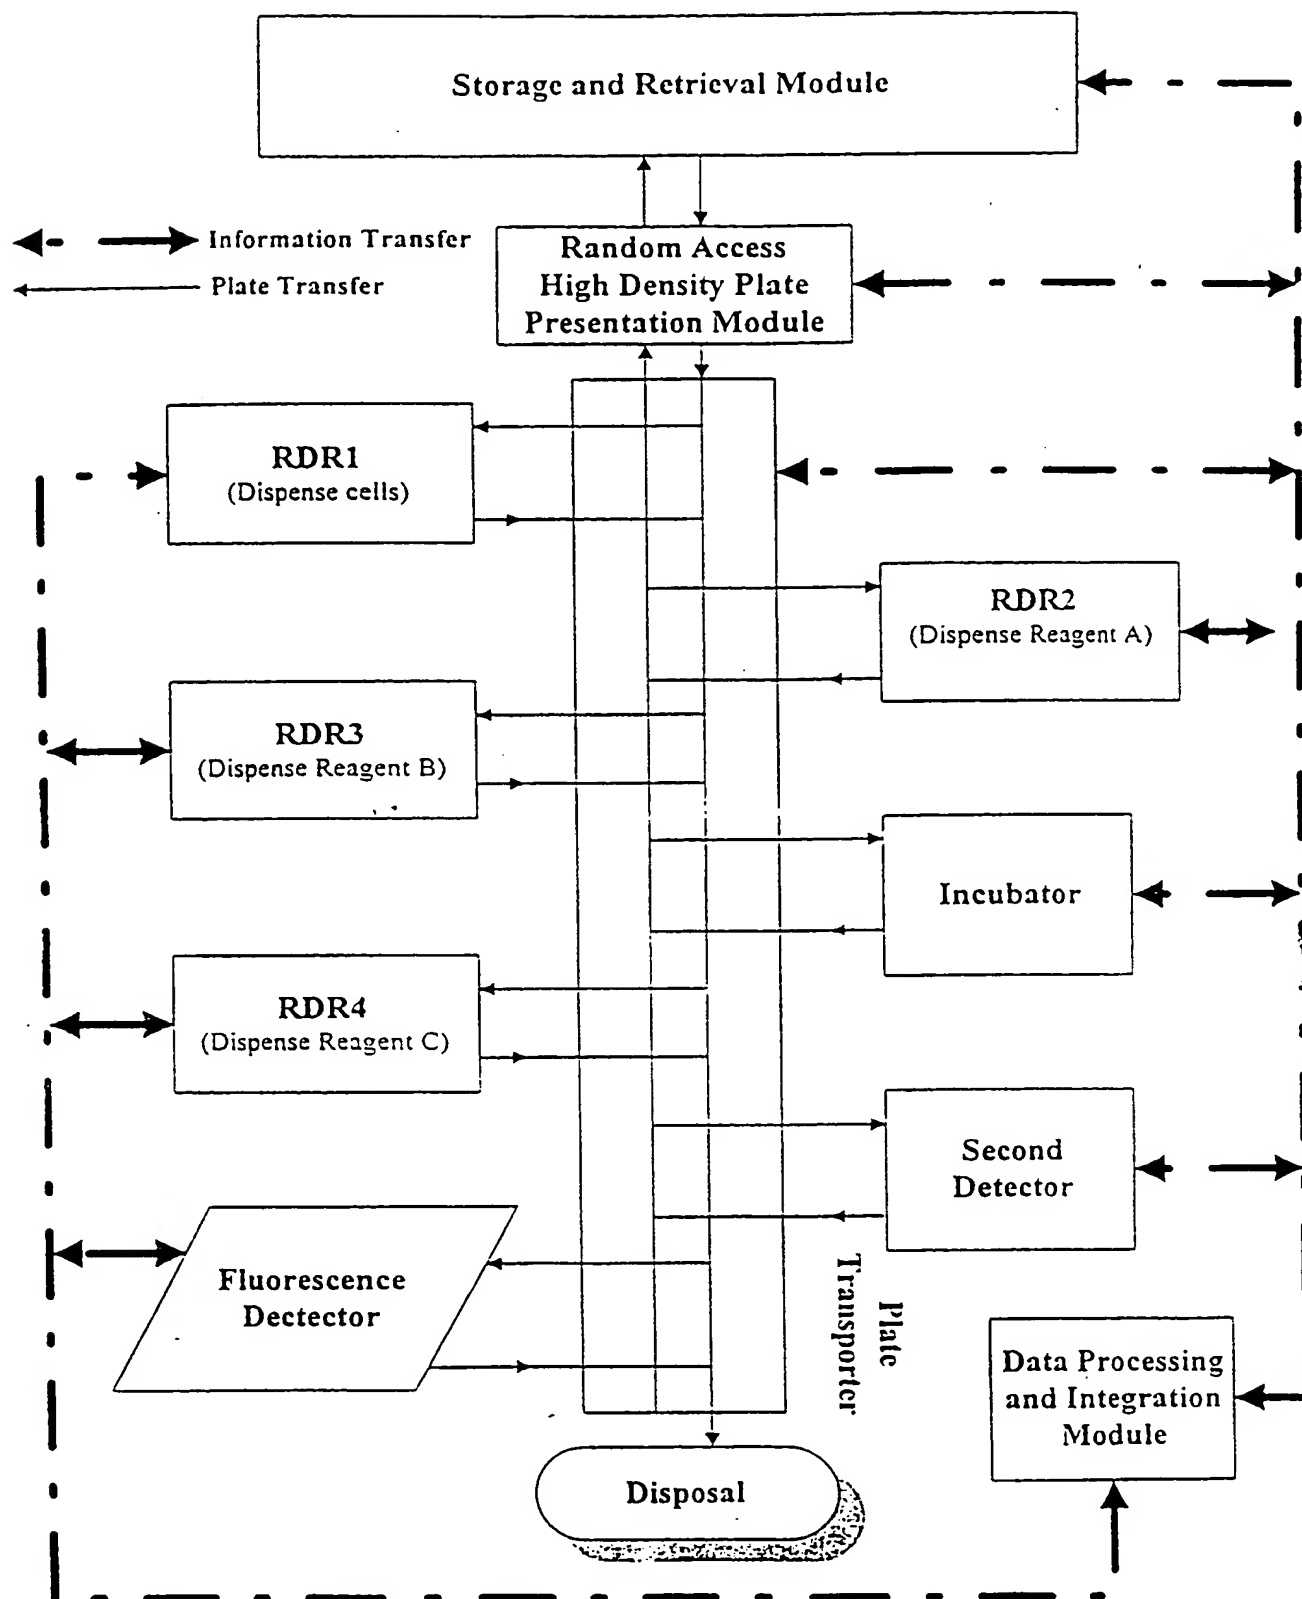 Storage and Retrieval Module
Information Transfer
Plate Transfer
Random Access
High Density Plate
Presentation Module
RDR1
(Dispense cells)
RDR2
(Dispense Reagent A)
RDR3
(Dispense Reagent B)
Incubator
RDR4
(Dispense Reagent C)
Second
Detector
Fluorescence
Dectector
Plate
Transporter
Data Processing
and Integration
Module
Disposal